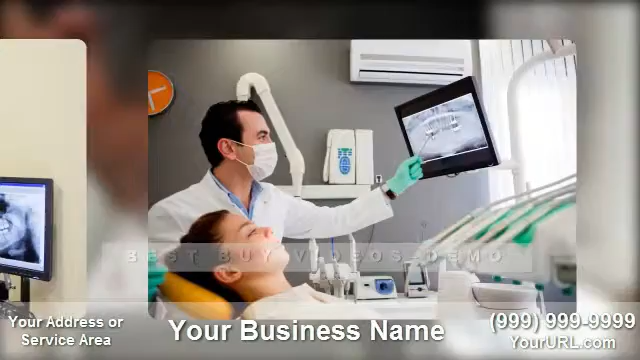 BEST BUY VIDEOS DEMO
Your Address or
Service Area
Your Business Name
(999) 999-9999
YourURL.com